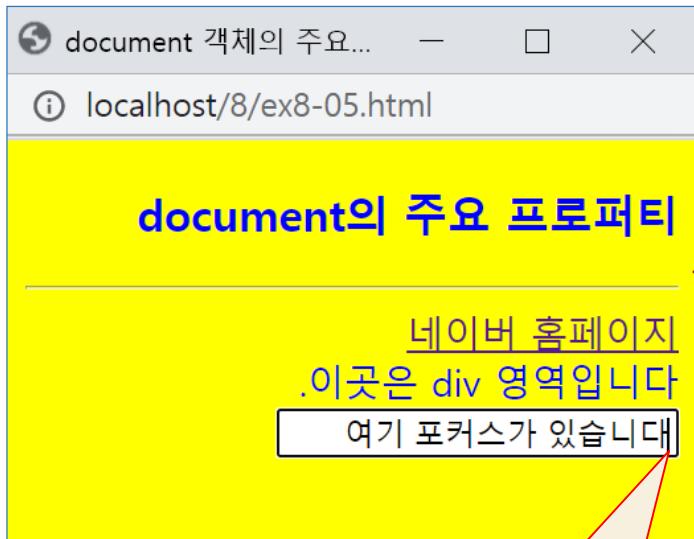 document 객체의 주요...
localhost/8/ex8-05.html
document의 주요 프로퍼티
네이버 홈페이지
.이곳은 div 영역입니다
여기 포커스가 있습니다